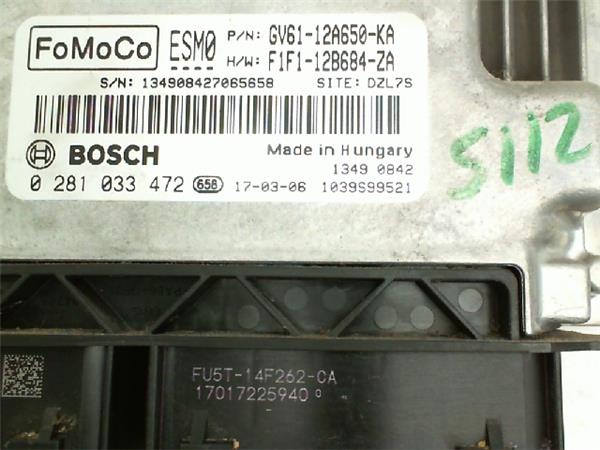 FoMoCo ESM0 P/N: GV61-12A650-KA
H/W: F1F1-12B684-ZA
S/N: 134908427065658 SITE: DZL7S
BOSCH Made in Hungary
1349 0842
0 281 033 472 658 17-03-06 1039S99521
S112
FU5T-14F262-CA
17017225940